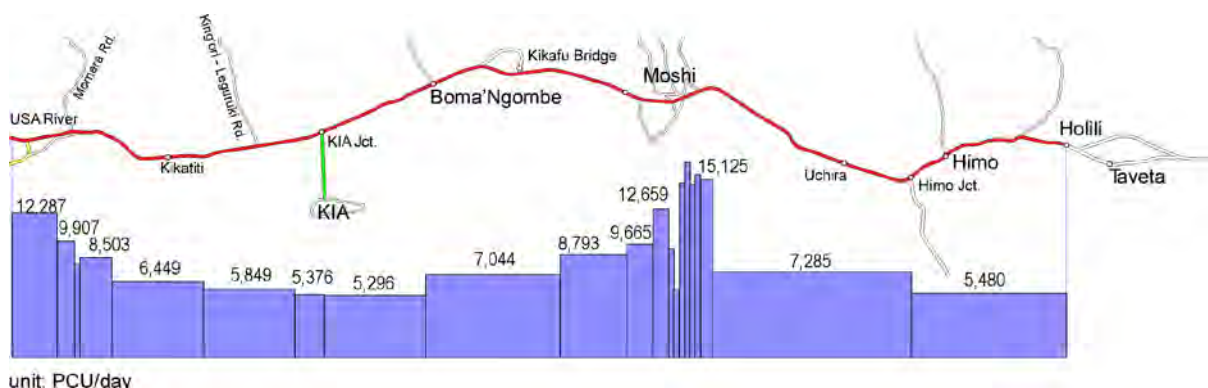 Momera Rd.
King'ori - Leguruki Rd.
Kikafu Bridge
Moshi
Boma'Ngombe
USA River
KIA Jct.
Holili
Kikatiti
Himo
Uchira
Taveta
Himo Jct.
KIA
15,125
12,659
12,287
9,907
9,665
8,503
8,793
7,044
7,285
6,449
5,849
5,376
5,296
5,480
unit: PCU/day